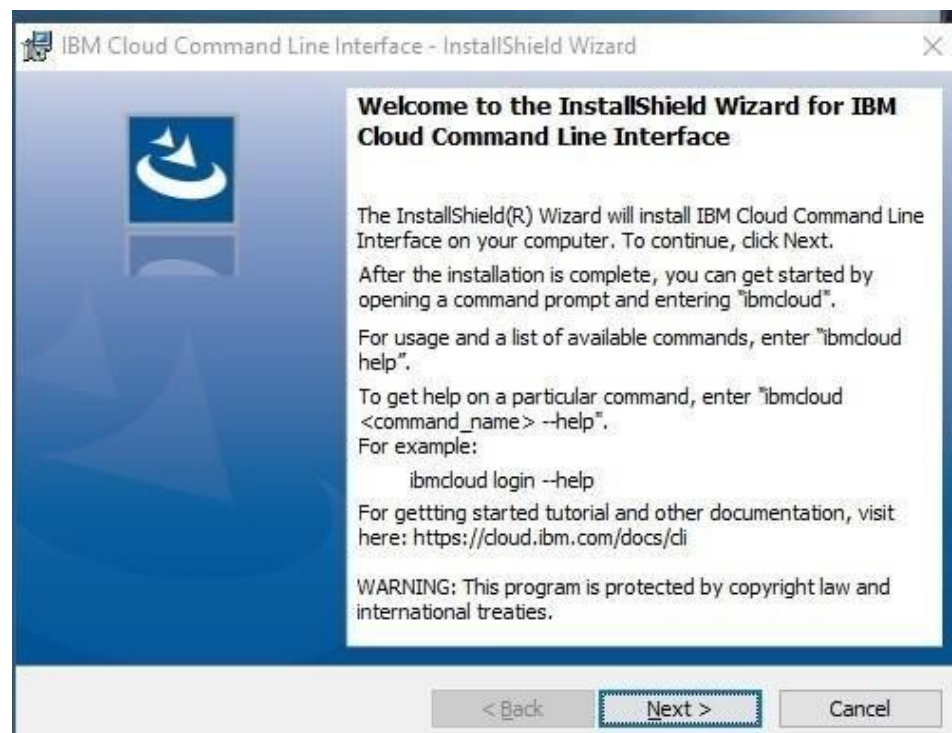 IBM Cloud Command Line Interface - InstallShield Wizard
Welcome to the InstallShield Wizard for IBM
Cloud Command Line Interface
The InstallShield(R) Wizard will install IBM Cloud Command Line
Interface on your computer. To continue, click Next.
After the installation is complete, you can get started by
opening a command prompt and entering "ibmcloud".
For usage and a list of available commands, enter "ibmcloud
help”.
To get help on a particular command, enter "ibmcloud
<command_name> --help".
For example:
ibmcloud login --help
For gettting started tutorial and other documentation, visit
here: https://cloud.ibm.com/docs/cli
WARNING: This program is protected by copyright law and
international treaties.
< Back
Next >
Cancel